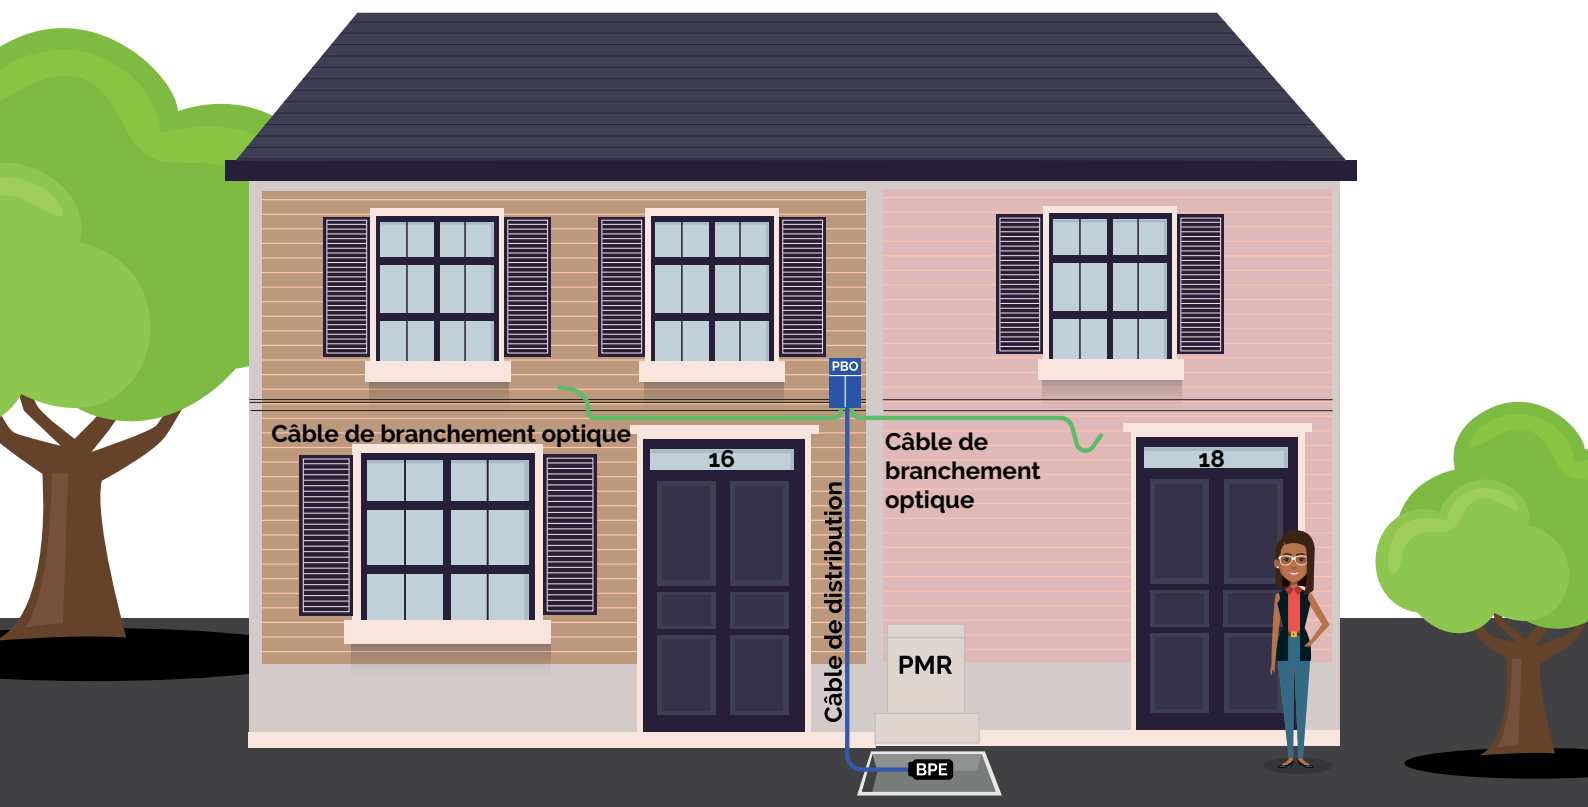 PBO
Câble de branchement optique
16
Câble de distribution
Câble de
branchement
optique
18
PMR
BPE